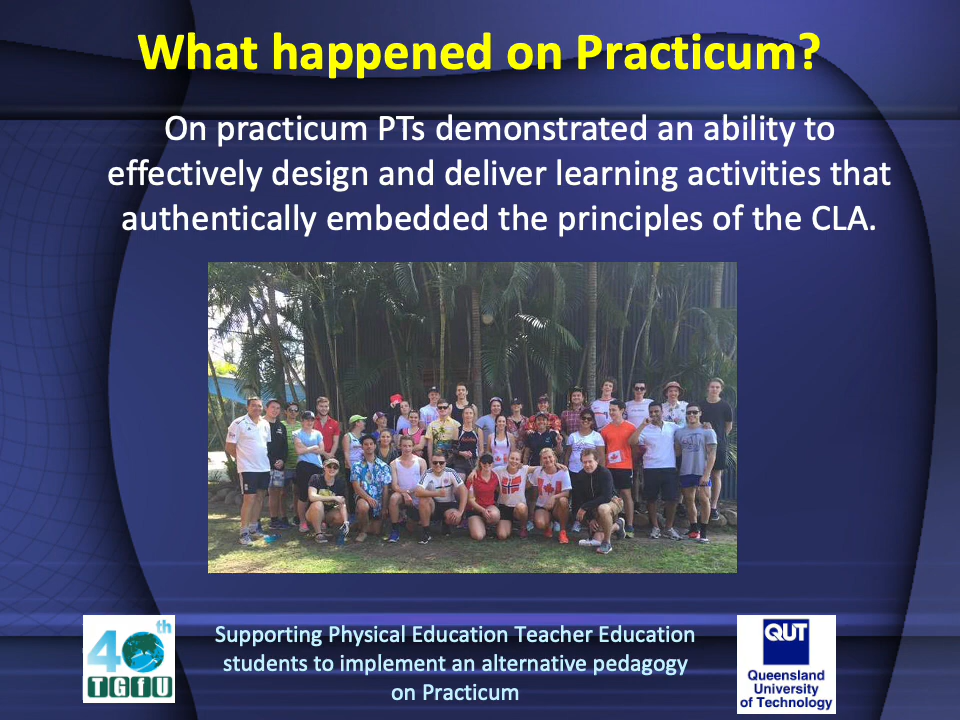 What happened on Practicum?
On practicum PTs demonstrated an ability to
effectively design and deliver learning activities that
authentically embedded the principles of the CLA.
40th
TGfU
Supporting Physical Education Teacher Education
students to implement an alternative pedagogy
on Practicum
QUT
Queensland
University
of Technology